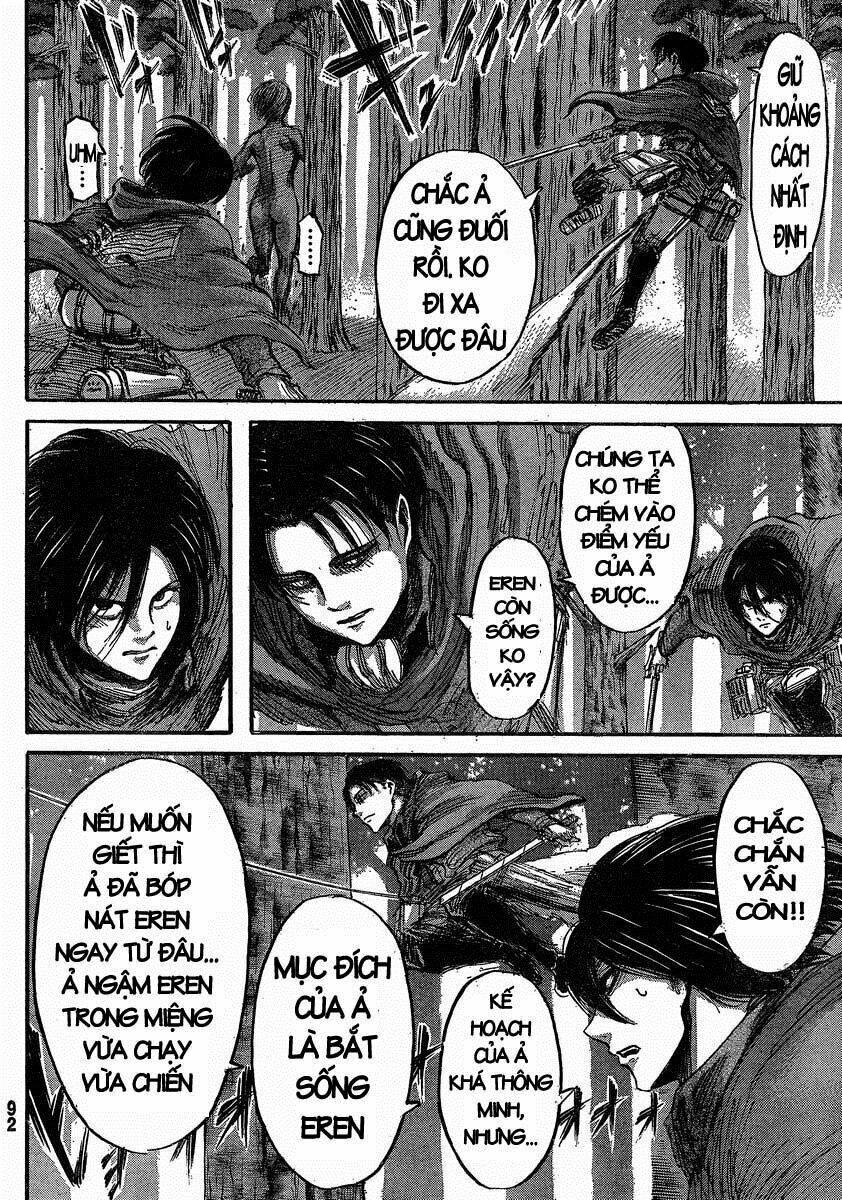 GIỮ
KHOẢNG
CÁCH
NHẤT
ĐỊNH
CHẮC Ả
CŨNG ĐUỐI
RỒI. KO
ĐI XA
ĐƯỢC ĐÂU
UHM
...
......
CHÚNG TA
KO THỂ
CHÉM VÀO
ĐIỂM YẾU
CỦA Ả
ĐƯỢC...
EREN
CÒN
SỐNG
KO
VẬY?
CHẮC
CHẮN
VẪN
CÒN!!
KẾ
HOẠCH
CỦA Ả
KHÁ THÔNG
MINH,
NHƯNG...
MỤC ĐÍCH
CỦA Ả
LÀ BẮT
SỐNG
EREN
NẾU MUỐN
GIẾT THÌ
Ả ĐÃ BÓP
NÁT EREN
NGAY TỪ ĐÂU...
Ả NGẬM EREN
TRONG MIỆNG
VỪA CHẠY
VỪA CHIẾN
92